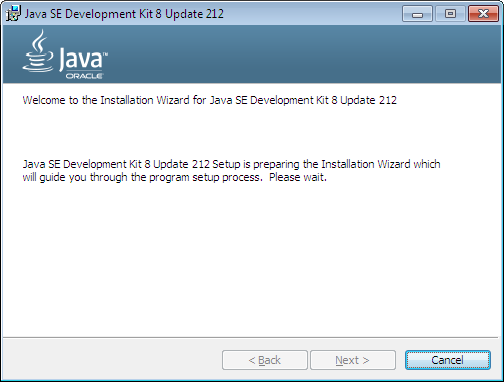 Java SE Development Kit 8 Update 212
Java™
ORACLE
Welcome to the Installation Wizard for Java SE Development Kit 8 Update 212
Java SE Development Kit 8 Update 212 Setup is preparing the Installation Wizard which
will guide you through the program setup process.  Please wait.
< Back
Next >
Cancel